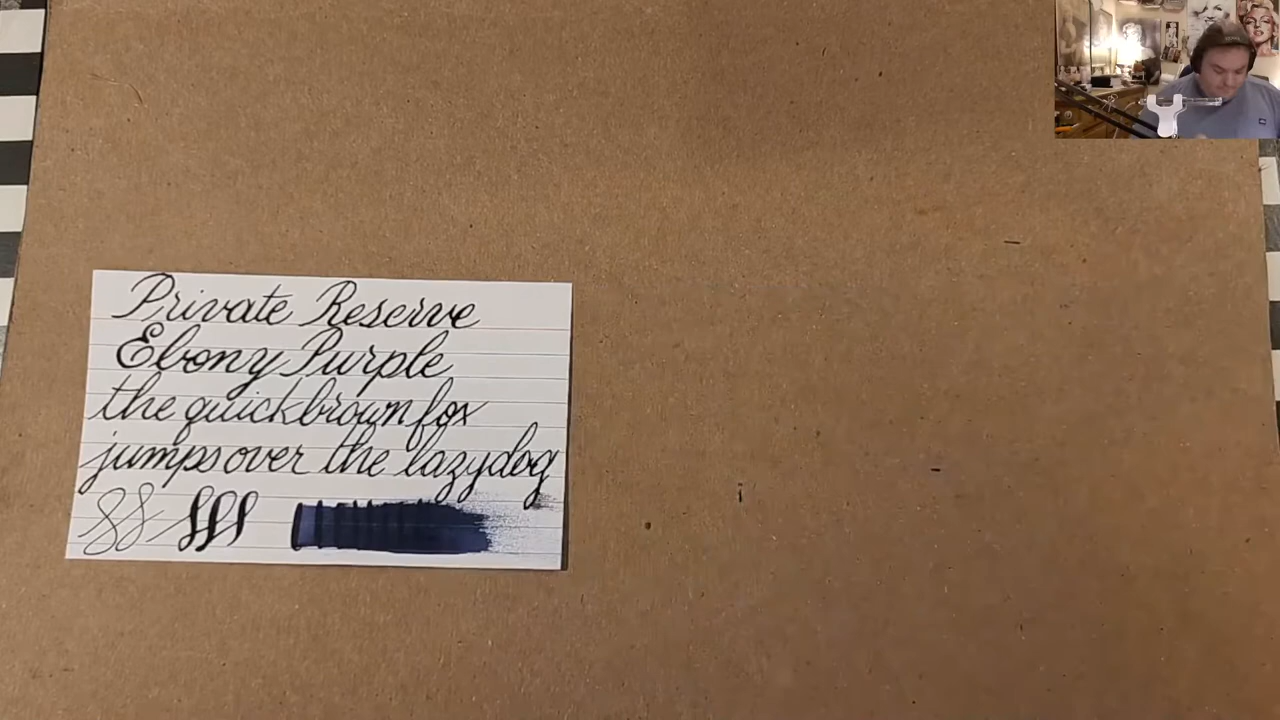 Private Reserve
Ebony Purple
the quick brown fox
jumps over the lazy dog